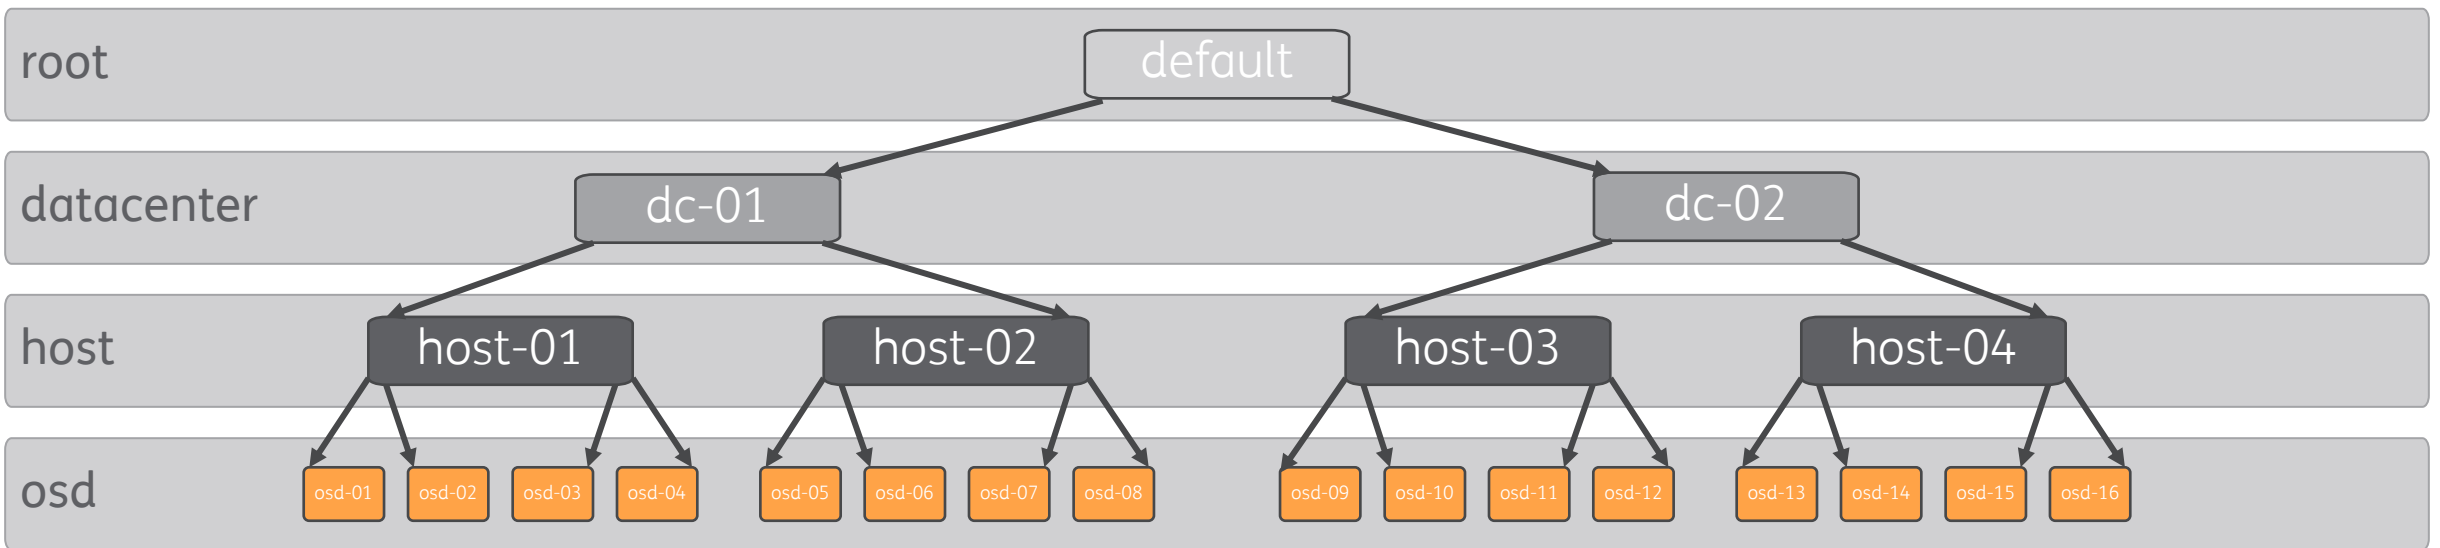 root
default
datacenter
dc-01
dc-02
host
host-01
host-02
host-03
host-04
osd
osd-01
osd-02
osd-03
osd-04
osd-05
osd-06
osd-07
osd-08
osd-09
osd-10
osd-11
osd-12
osd-13
osd-14
osd-15
osd-16